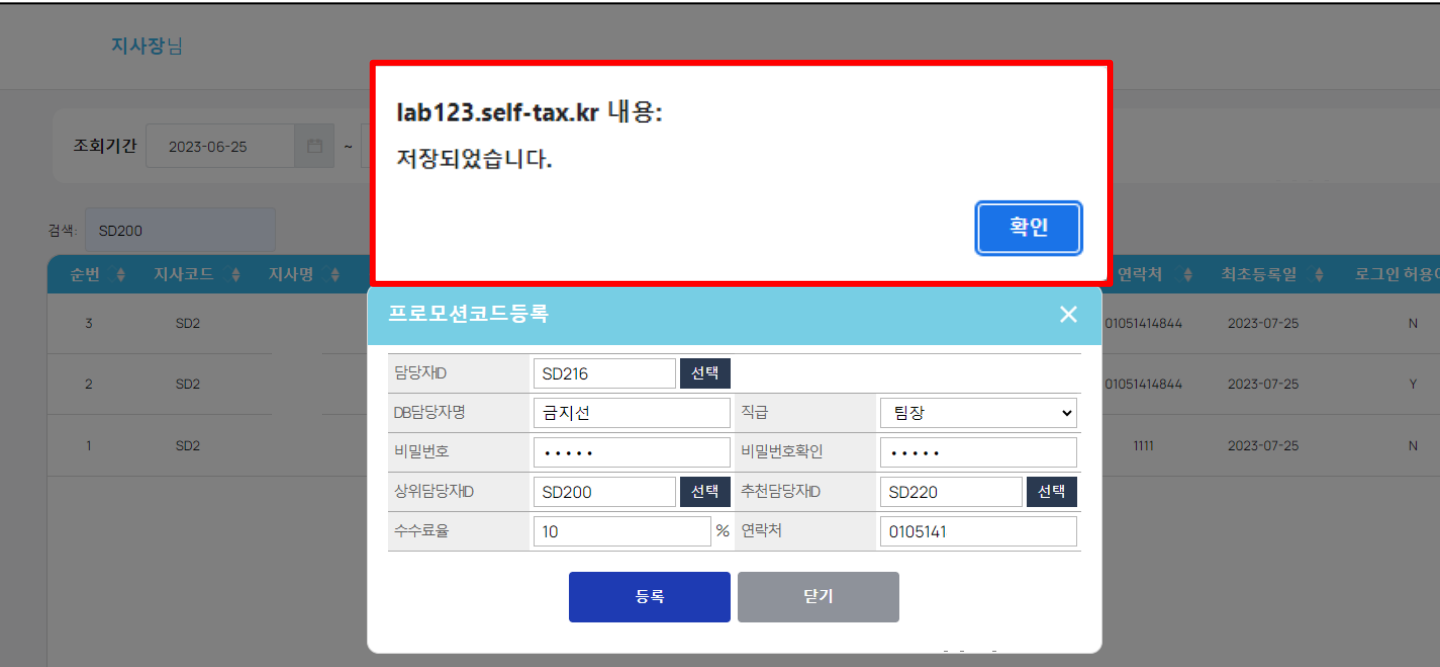 지사장님
lab123.self-tax.kr 내용:
저장되었습니다.
확인
조회기간 2023-06-25 ~
검색: SD200
순번 지사코드 지사명 연락처 최초등록일 로그인 허용
3 SD2 01051414844 2023-07-25 N
2 SD2 01051414844 2023-07-25 Y
1 SD2 1111 2023-07-25 N
프로모션코드등록
담당자ID SD216 선택
DB담당자명 금지선 직급 팀장
비밀번호 ••••• 비밀번호확인 •••••
상위담당자ID SD200 선택 추천담당자ID SD220 선택
수수료율 10 % 연락처 0105141
등록 닫기